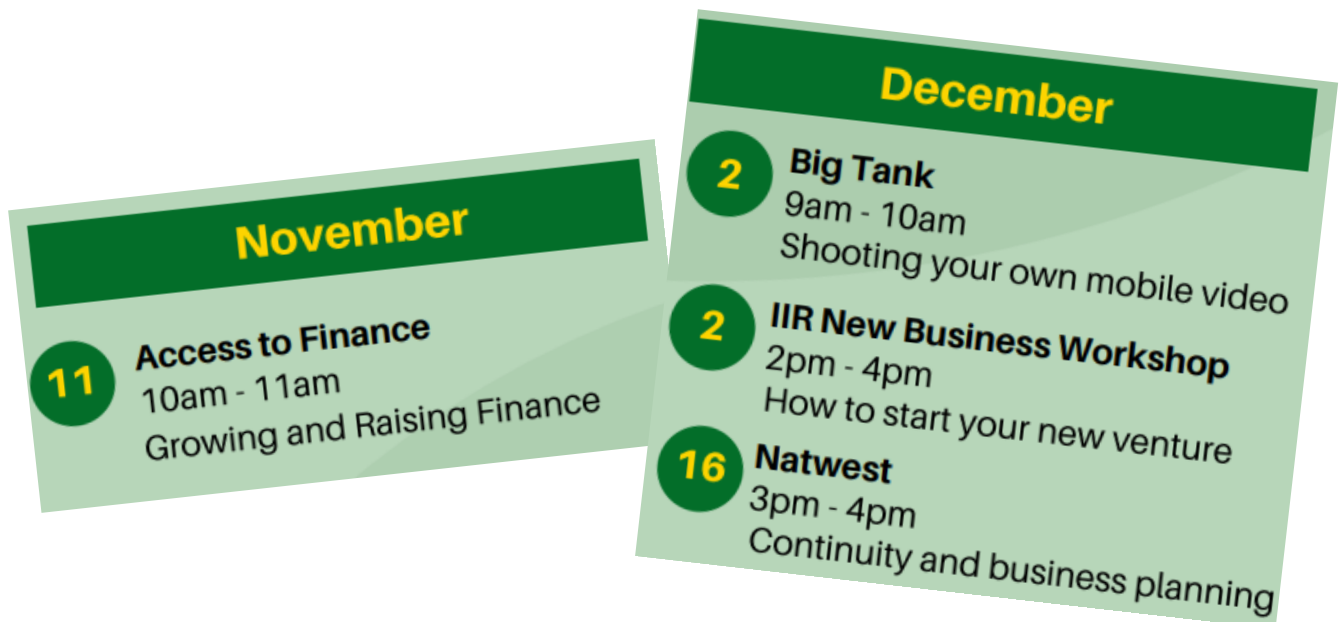 November
11
Access to Finance
10am - 11am
Growing and Raising Finance
December
2
Big Tank
9am - 10am
Shooting your own mobile video
2
IIR New Business Workshop
2pm - 4pm
How to start your new venture
16
Natwest
3pm - 4pm
Continuity and business planning